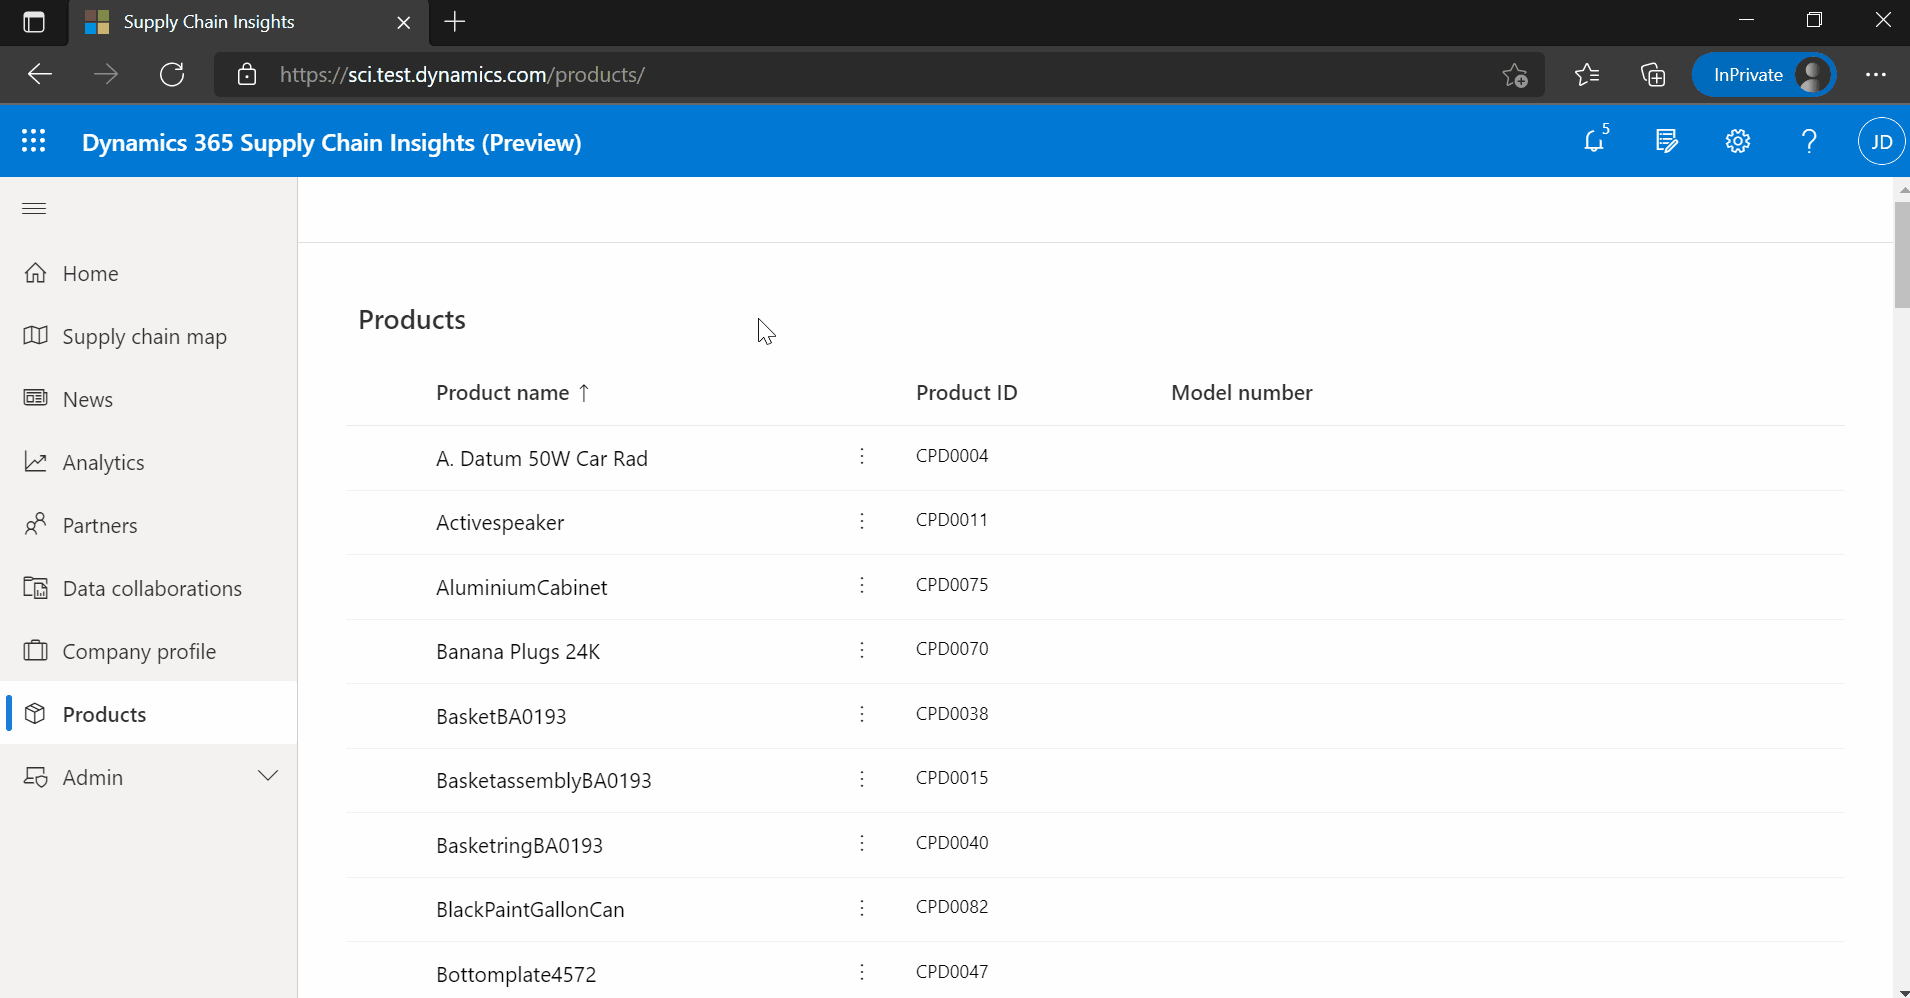 Supply Chain Insights
https://sci.test.dynamics.com/products/
InPrivate
Dynamics 365 Supply Chain Insights (Preview)
5
?
JD
Home
Supply chain map
News
Analytics
Partners
Data collaborations
Company profile
Products
Admin
Products
Product name ↑ Product ID Model number
A. Datum 50W Car Rad CPD0004
Activespeaker CPD0011
AluminiumCabinet CPD0075
Banana Plugs 24K CPD0070
BasketBA0193 CPD0038
BasketassemblyBA0193 CPD0015
BasketringBA0193 CPD0040
BlackPaintGallonCan CPD0082
Bottomplate4572 CPD0047